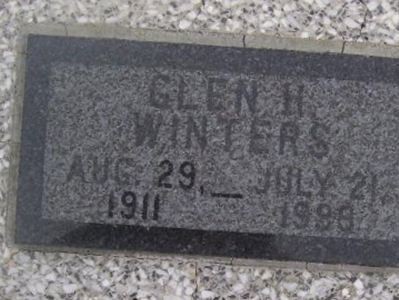 GLEN H.
WINTERS
AUG. 29, _ JULY 21,
1911